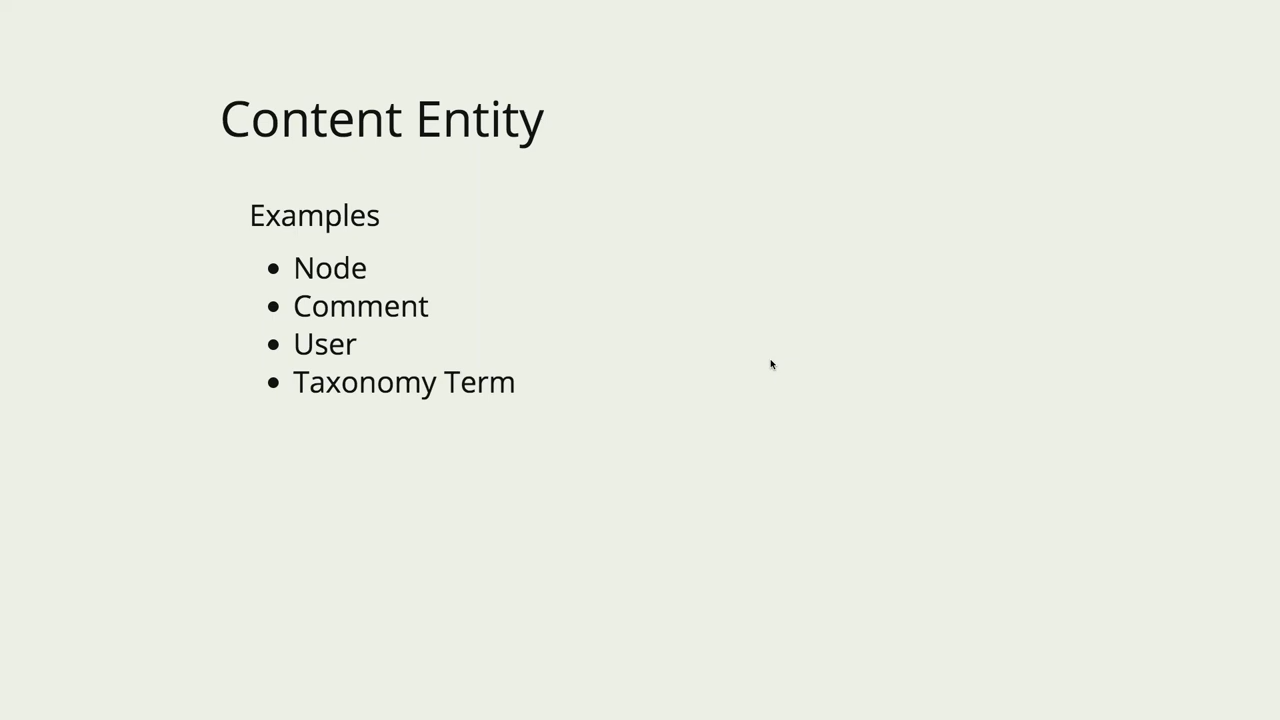 Content Entity
Examples
Node
Comment
User
Taxonomy Term